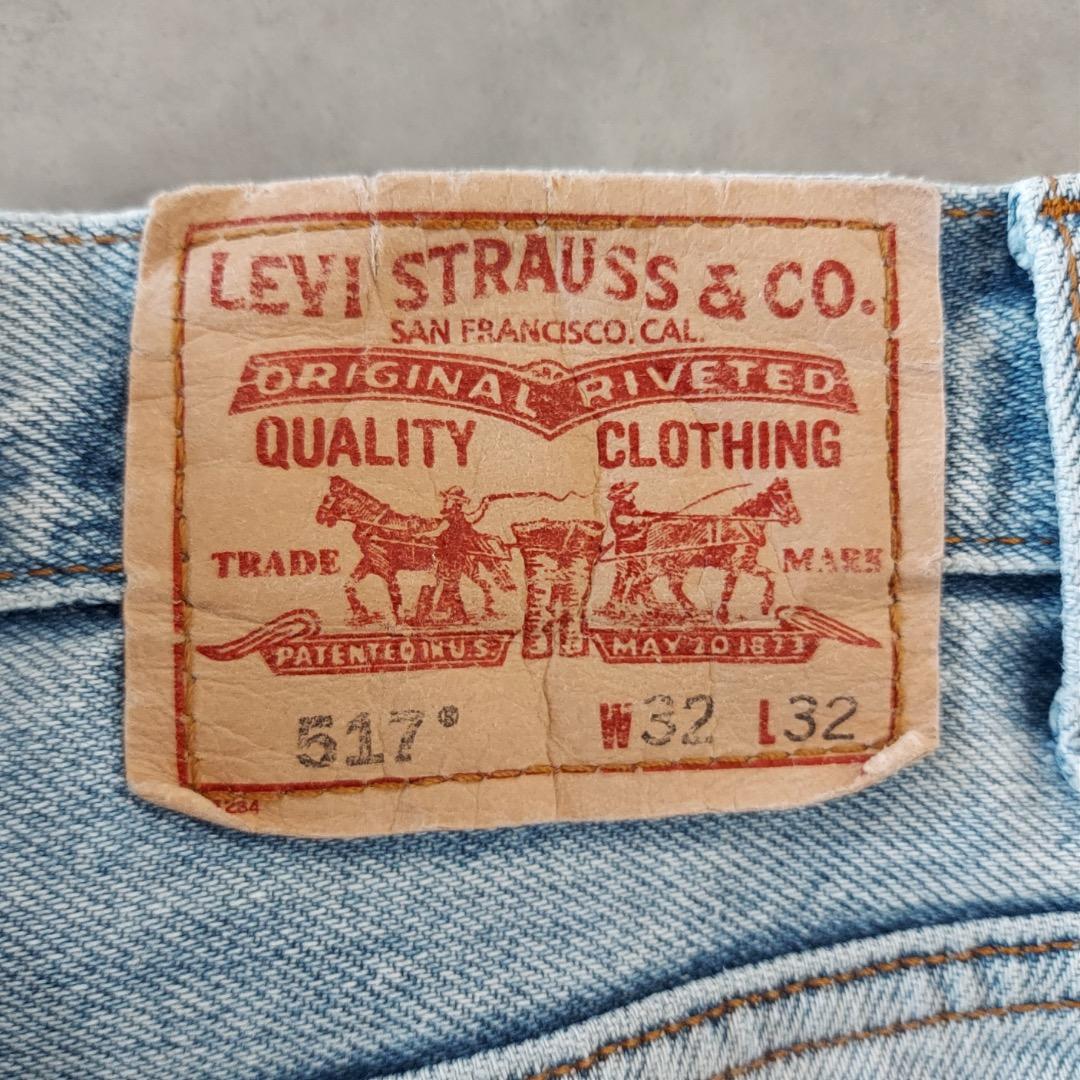 LEVI STRAUSS & CO.
SAN FRANCISCO, CAL.
ORIGINAL RIVETED
QUALITY CLOTHING
TRADE MARK
PATENTED IN U.S. MAY 20 1873
517® W32 L32